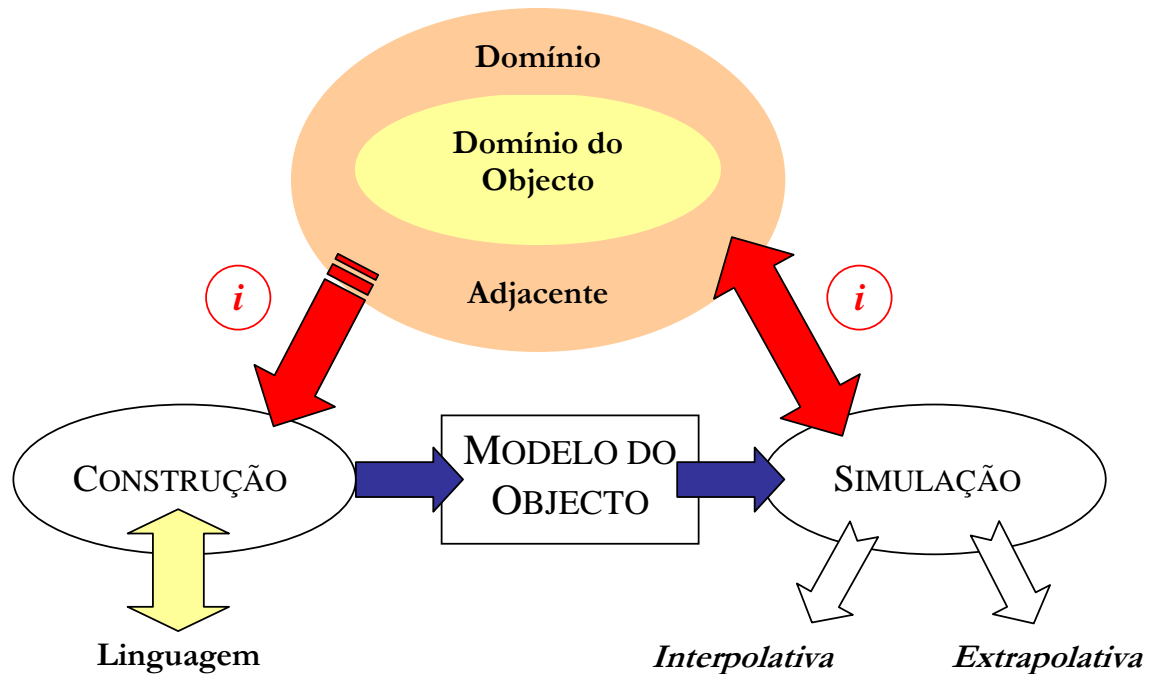 Domínio
Domínio do
Objecto
Adjacente
i
i
CONSTRUÇÃO
MODELO DO
OBJECTO
SIMULAÇÃO
Linguagem
Interpolativa
Extrapolativa